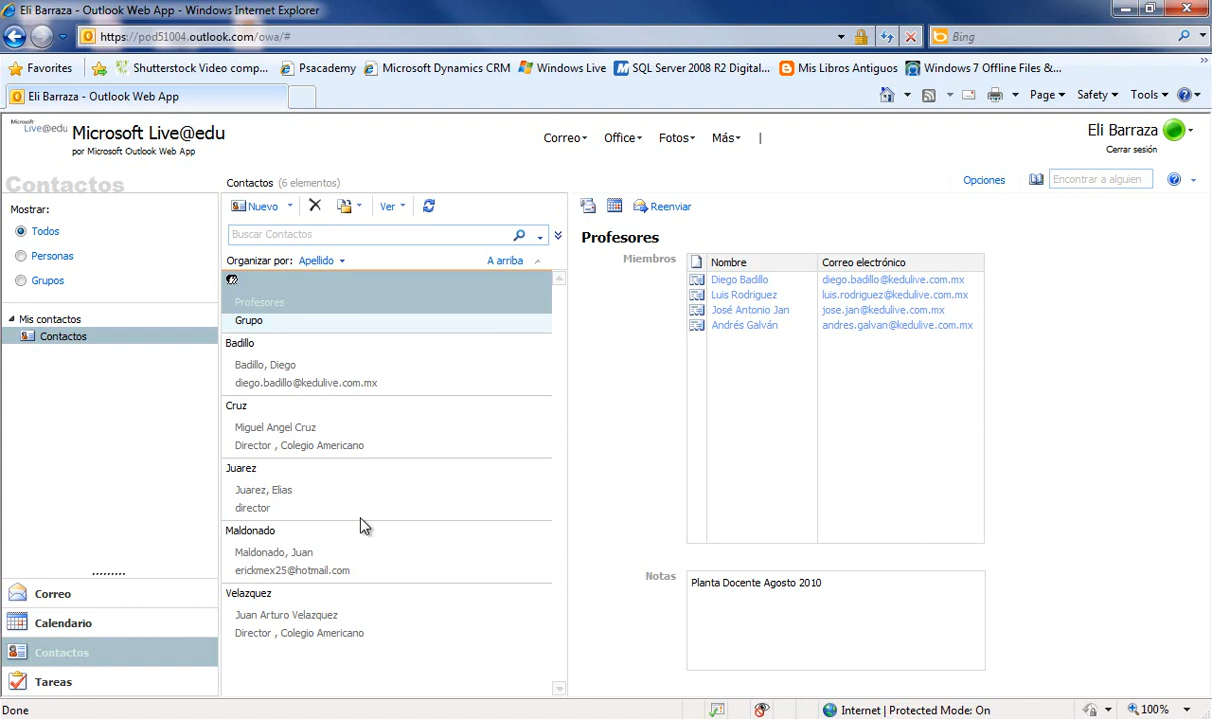 Eli Barraza - Outlook Web App - Windows Internet Explorer
https://pod51004.outlook.com/owa/#
Bing
Favorites
Shutterstock Video comp...
Psacademy
Microsoft Dynamics CRM
Windows Live
SQL Server 2008 R2 Digital...
Mis Libros Antiguos
Windows 7 Offline Files &...
Eli Barraza - Outlook Web App
Page
Safety
Tools
Microsoft
Live@edu
Microsoft Live@edu
por Microsoft Outlook Web App
Correo
Office
Fotos
Más
|
Eli Barraza
Cerrar sesión
Contactos
Contactos (6 elementos)
Opciones
Encontrar a alguien
Mostrar:
Todos
Personas
Grupos
Mis contactos
Contactos
Correo
Calendario
Contactos
Tareas
Nuevo
Ver
Buscar Contactos
Organizar por: Apellido
A arriba
Profesores
Grupo
Badillo
Badillo, Diego
diego.badillo@kedulive.com.mx
Cruz
Miguel Angel Cruz
Director , Colegio Americano
Juarez
Juarez, Elias
director
Maldonado
Maldonado, Juan
erickmex25@hotmail.com
Velazquez
Juan Arturo Velazquez
Director , Colegio Americano
Reenviar
Profesores
Miembros
Nombre Correo electrónico
Diego Badillo diego.badillo@kedulive.com.mx
Luis Rodriguez luis.rodriguez@kedulive.com.mx
José Antonio Jan jose.jan@kedulive.com.mx
Andrés Galván andres.galvan@kedulive.com.mx
Notas
Planta Docente Agosto 2010
Done
Internet | Protected Mode: On
100%